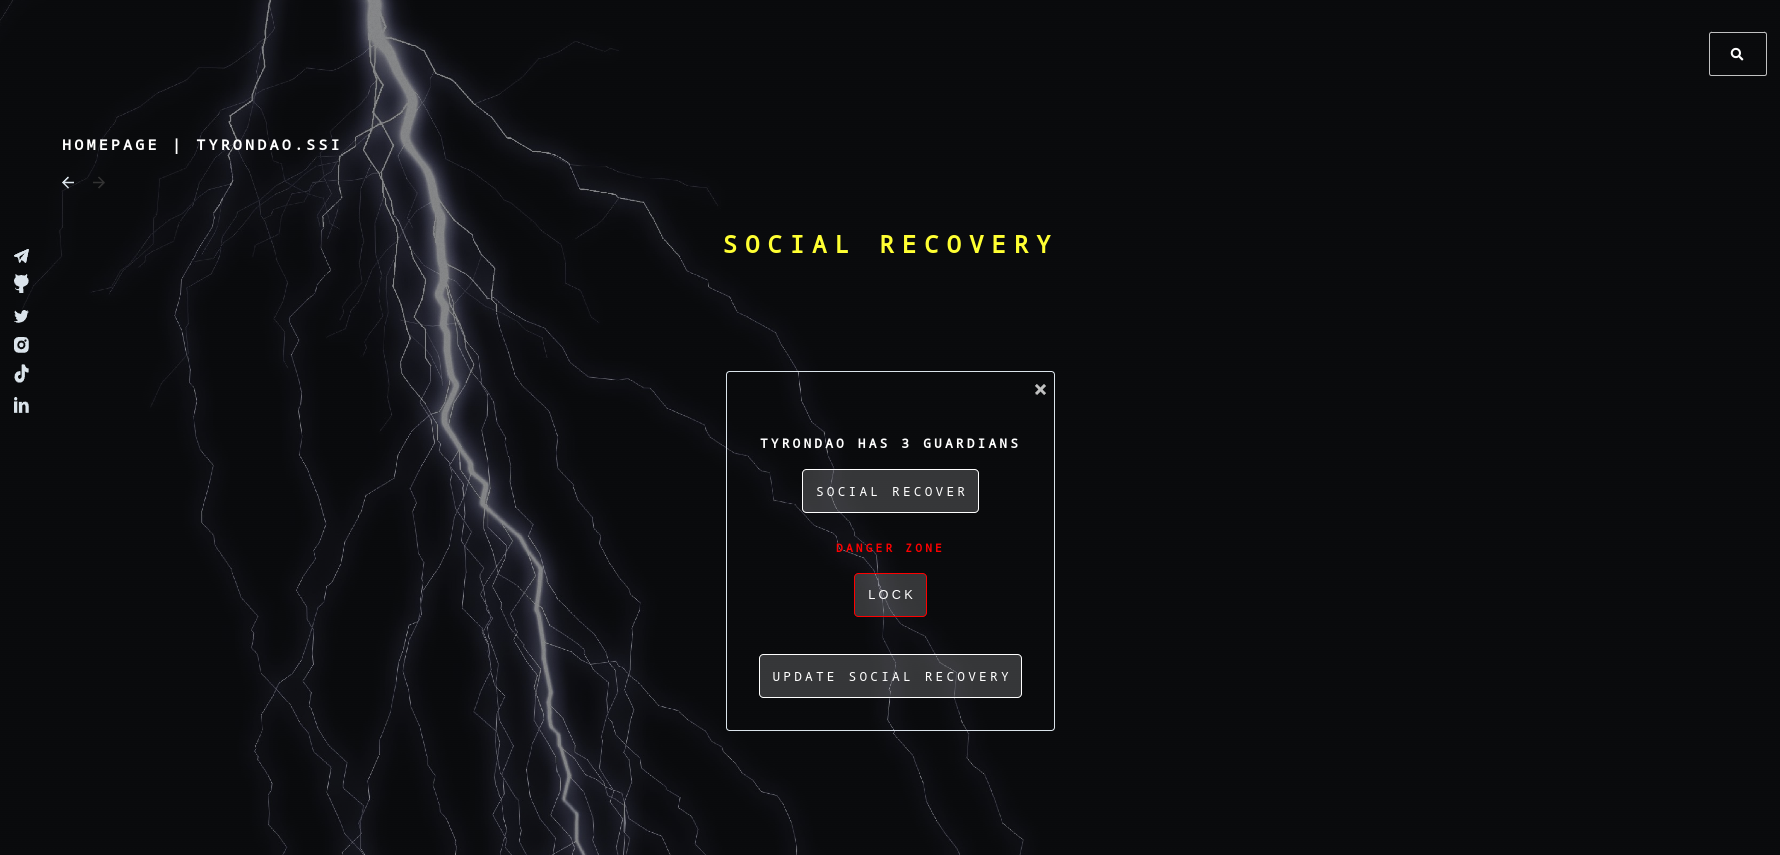 HOMEPAGE | TYRONDAO.SSI
SOCIAL RECOVERY
TYRONDAO HAS 3 GUARDIANS
SOCIAL RECOVER
DANGER ZONE
LOCK
UPDATE SOCIAL RECOVERY